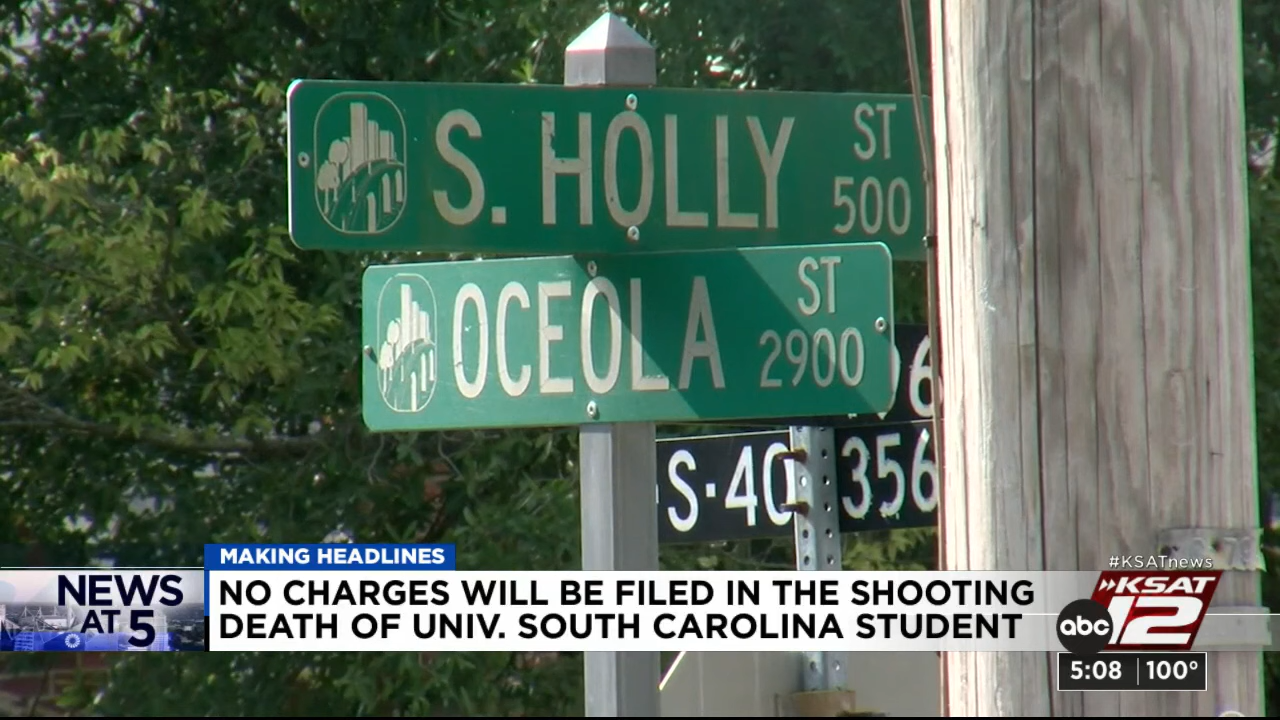 S. HOLLY ST 500
OCEOLA ST 2900
S-40 356
MAKING HEADLINES
NEWS AT 5
NO CHARGES WILL BE FILED IN THE SHOOTING
DEATH OF UNIV. SOUTH CAROLINA STUDENT
#KSATnews
KSAT
abc 12
5:08 100°